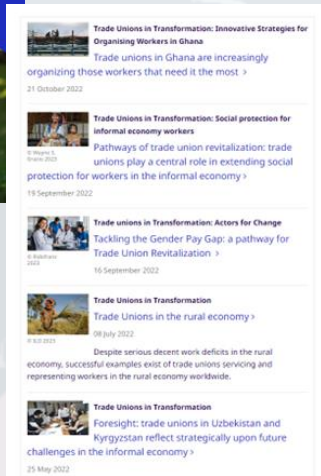 Trade Unions in Transformation: Innovative Strategies for
Organising Workers in Ghana
Trade unions in Ghana are increasingly
organizing those workers that need it the most >
21 October 2022
Trade Unions in Transformation: Social protection for
informal economy workers
Pathways of trade union revitalization: trade
unions play a central role in extending social
protection for workers in the informal economy >
19 September 2022
Trade unions in Transformation: Actors for Change
Tackling the Gender Pay Gap: a pathway for
Trade Union Revitalization >
2023
16 September 2022
Trade Unions in Transformation
Trade Unions in the rural economy >
© ILO 2023
08 July 2022
Despite serious decent work deficits in the rural
economy, successful examples exist of trade unions servicing and
representing workers in the rural economy worldwide.
Trade Unions in Transformation
Foresight: trade unions in Uzbekistan and
Kyrgyzstan reflect strategically upon future
challenges in the informal economy >
25 May 2022